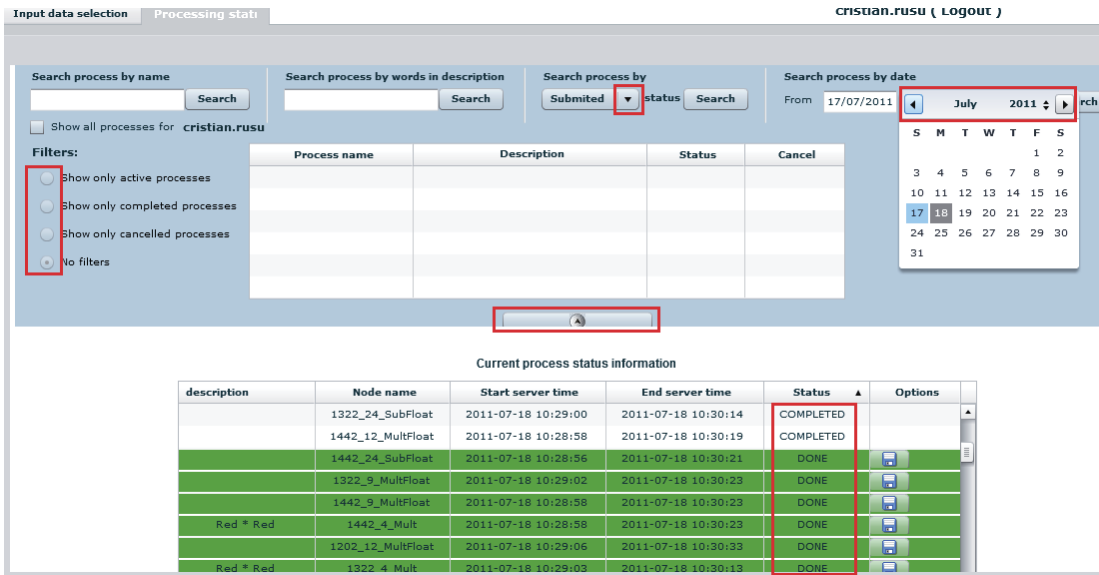 Input data selection Processing stati cristian.rusu ( Logout )
Search process by name Search process by words in description Search process by Search process by date
Search Search Submited status Search From 17/07/2011 July 2011 rch
Show all processes for cristian.rusu S M T W T F S
Filters: Process name Description Status Cancel 1 2
Show only active processes 3 4 5 6 7 8 9
10 11 12 13 14 15 16
Show only completed processes 17 18 19 20 21 22 23
Show only cancelled processes 24 25 26 27 28 29 30
31
No filters
Current process status information
description Node name Start server time End server time Status Options
1322_24_SubFloat 2011-07-18 10:29:00 2011-07-18 10:30:14 COMPLETED
1442_12_MultFloat 2011-07-18 10:28:58 2011-07-18 10:30:19 COMPLETED
1442_24_SubFloat 2011-07-18 10:28:56 2011-07-18 10:30:21 DONE
1322_9_MultFloat 2011-07-18 10:29:02 2011-07-18 10:30:23 DONE
1442_9_MultFloat 2011-07-18 10:28:58 2011-07-18 10:30:23 DONE
Red * Red 1442_4_Mult 2011-07-18 10:28:58 2011-07-18 10:30:23 DONE
1202_12_MultFloat 2011-07-18 10:29:06 2011-07-18 10:30:33 DONE
Red * Red 1322_4_Mult 2011-07-18 10:29:03 2011-07-18 10:30:13 DONE